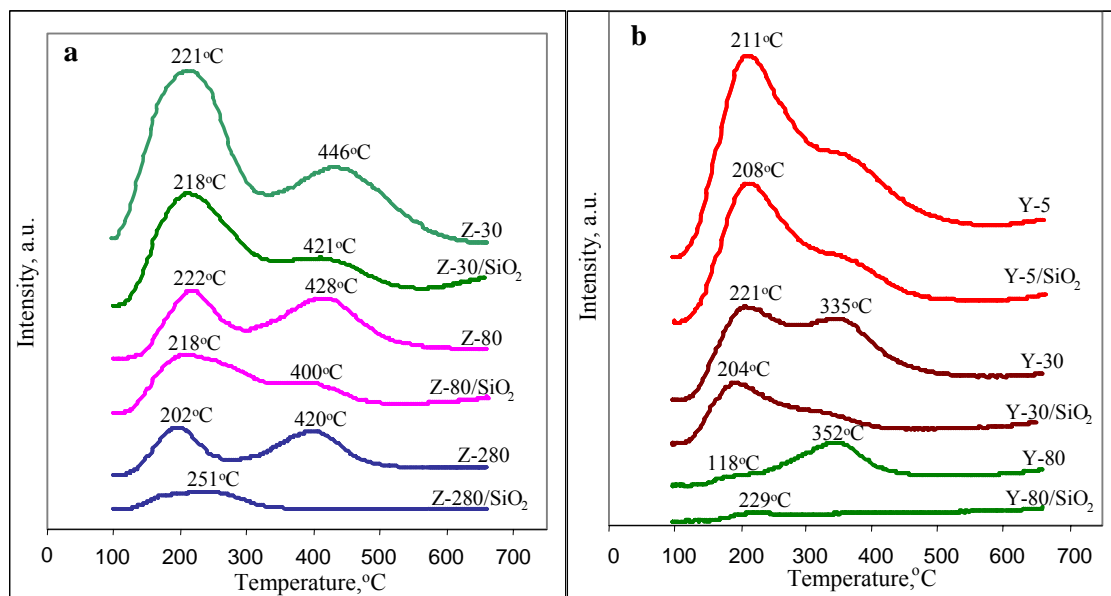 a
221°C
446°C
Z-30
218°C
421°C
Z-30/SiO₂
222°C
428°C
Z-80
218°C
400°C
Z-80/SiO₂
202°C
420°C
Z-280
251°C
Z-280/SiO₂
Intensity, a.u.
0 100 200 300 400 500 600 700
Temperature,°C
b
211°C
Y-5
208°C
Y-5/SiO₂
221°C
335°C
Y-30
204°C
Y-30/SiO₂
352°C
118°C
Y-80
229°C
Y-80/SiO₂
Intensity, a.u.
0 100 200 300 400 500 600 700
Temperature,°C